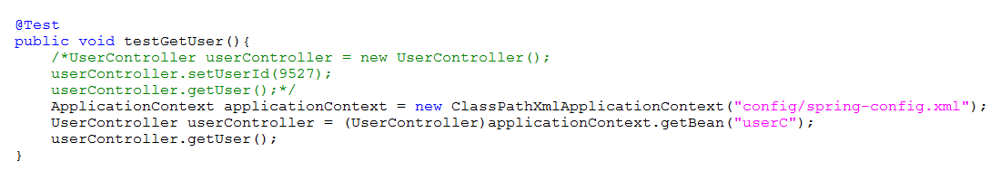 @Test
public void testGetUser(){
    /*UserController userController = new UserController();
    userController.setUserId(9527);
    userController.getUser();*/
    ApplicationContext applicationContext = new ClassPathXmlApplicationContext("config/spring-config.xml");
    UserController userController = (UserController)applicationContext.getBean("userC");
    userController.getUser();
}